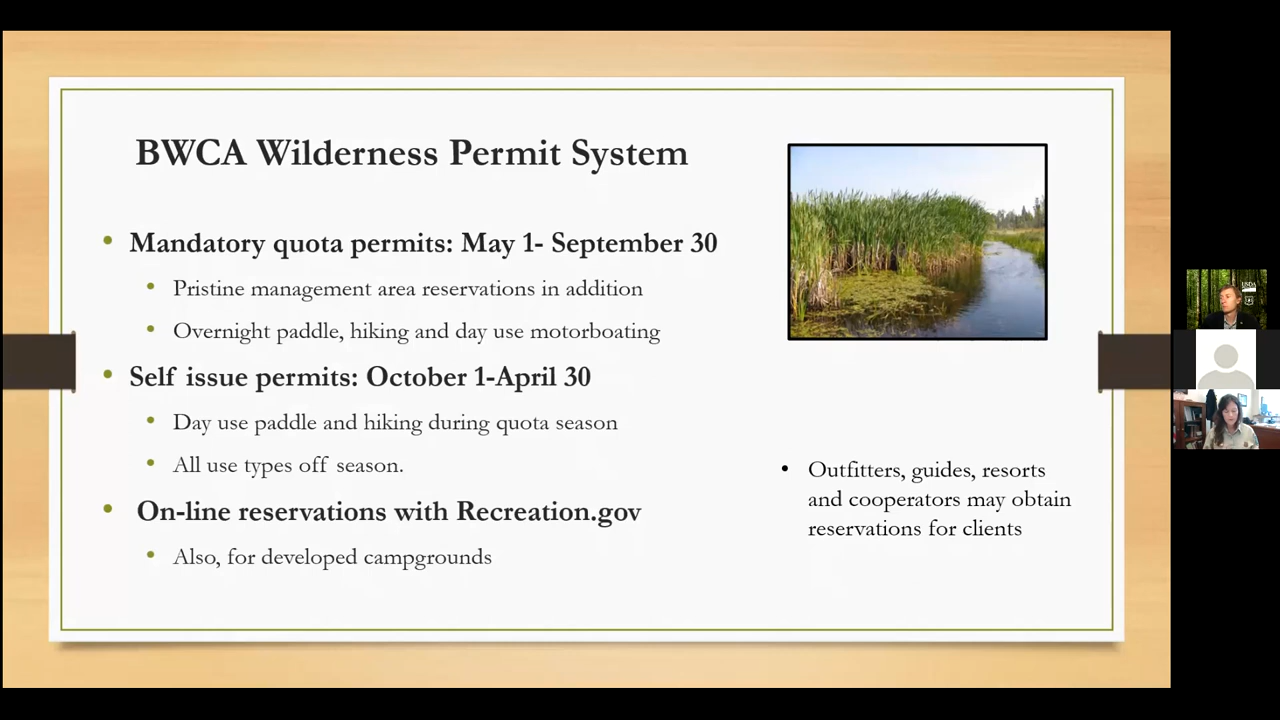 BWCA Wilderness Permit System
• Mandatory quota permits: May 1- September 30
• Pristine management area reservations in addition
• Overnight paddle, hiking and day use motorboating
• Self issue permits: October 1-April 30
• Day use paddle and hiking during quota season
• All use types off season.
• On-line reservations with Recreation.gov
• Also, for developed campgrounds
• Outfitters, guides, resorts
and cooperators may obtain
reservations for clients
USDA